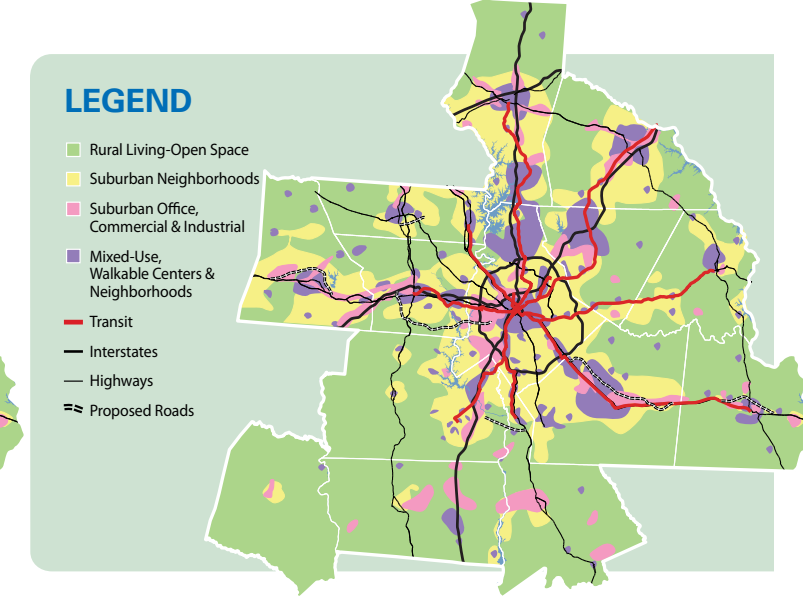 LEGEND
Rural Living-Open Space
Suburban Neighborhoods
Suburban Office,
Commercial & Industrial
Mixed-Use,
Walkable Centers &
Neighborhoods
Transit
Interstates
Highways
Proposed Roads